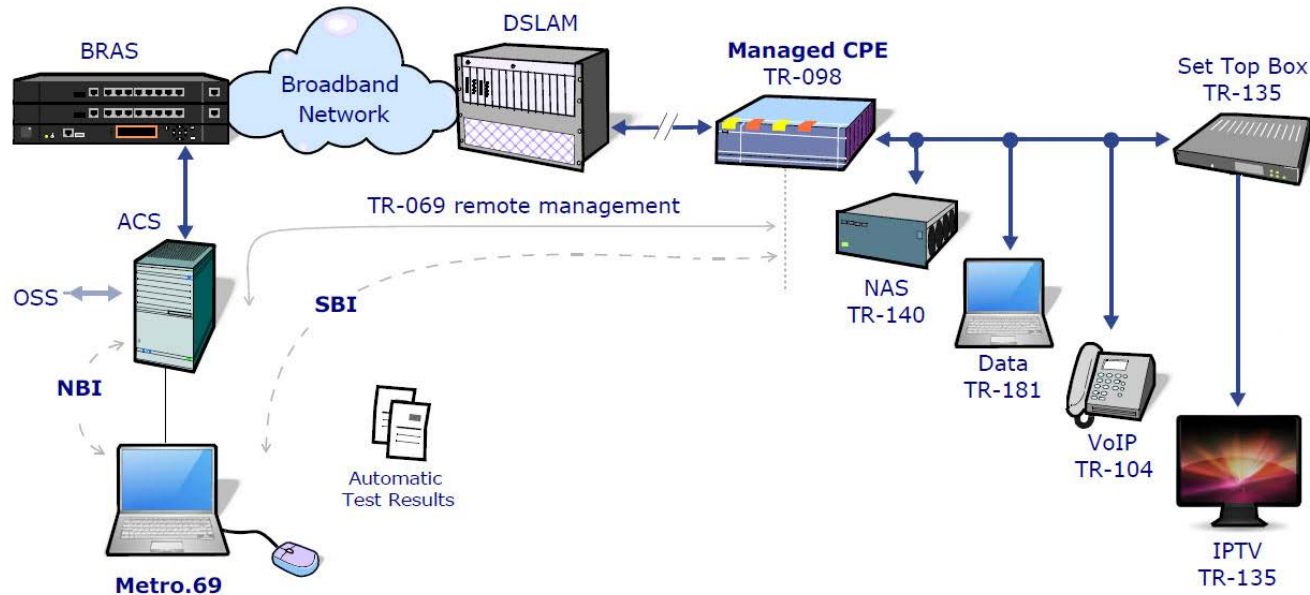 BRAS
Broadband
Network
DSLAM
Managed CPE
TR-098
Set Top Box
TR-135
TR-069 remote management
ACS
OSS
SBI
NBI
NAS
TR-140
Data
TR-181
VoIP
TR-104
Automatic
Test Results
IPTV
TR-135
Metro.69